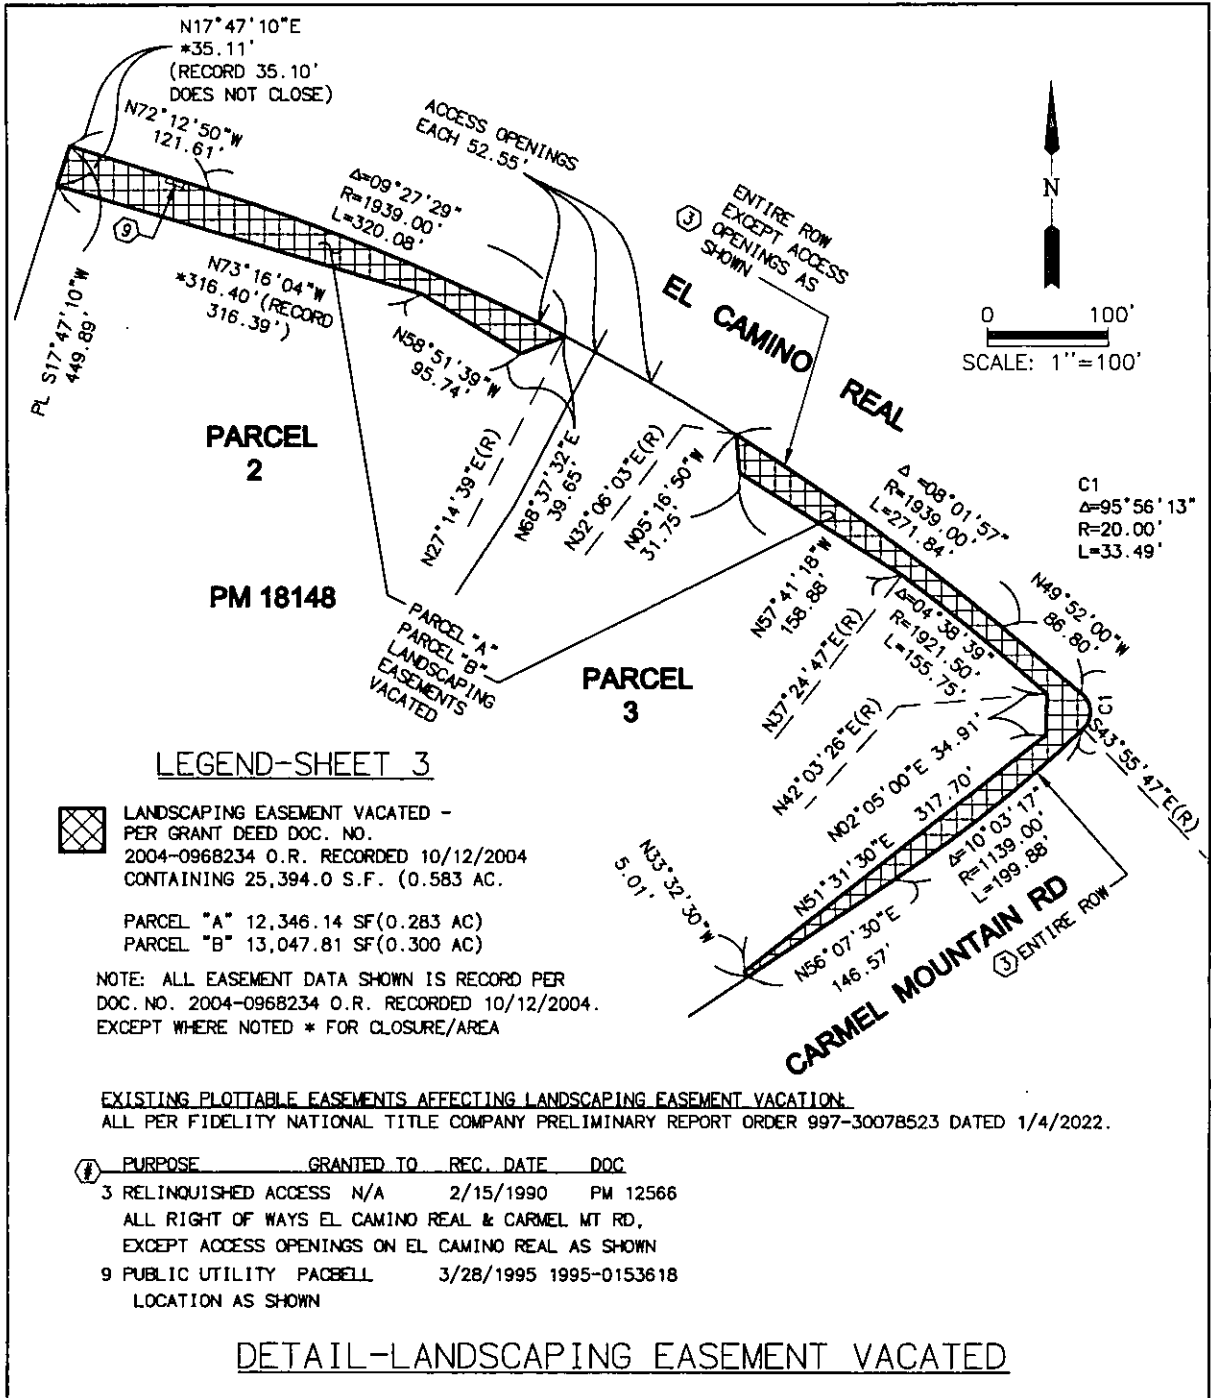 N17°47'10"E
*35.11'
(RECORD 35.10'
DOES NOT CLOSE)
N72°12'50"W
121.61'
ACCESS OPENINGS
EACH 52.55'
Δ=09°27'29"
R=1939.00'
L=320.08'
9
N73°16'04"W
*316.40'(RECORD
316.39')
PL S17°47'10"W
449.89'
3
ENTIRE ROW
EXCEPT ACCESS
OPENINGS AS
SHOWN
N
0 100'
SCALE: 1"=100'
EL CAMINO REAL
N58°51'39"W
95.74'
PARCEL
2
N27°14'39"E(R)
N68°37'32"E
39.65'
N32°06'03"E(R)
N05°16'50"W
31.75'
Δ =08°01'57"
R=1939.00'
L=271.84'
C1
Δ=95°56'13"
R=20.00'
L=33.49'
PM 18148
PARCEL "A"
PARCEL "B"
LANDSCAPING
EASEMENTS
VACATED
N57°41'18"W
158.88'
N37°24'47"E(R)
Δ=04°38'39"
R=1921.50'
L=155.75'
N49°52'00"W
86.80'
PARCEL
3
C1
N42°03'26"E(R)
S43°55'47"E(R)
N02°05'00"E 34.91'
N51°31'30"E 317.70'
Δ=10°03'17"
R=1139.00'
L=199.88'
N33°32'30"W
5.01'
N56°07'30"E
146.57'
CARMEL MOUNTAIN RD
3 ENTIRE ROW
LEGEND-SHEET 3
LANDSCAPING EASEMENT VACATED -
PER GRANT DEED DOC. NO.
2004-0968234 O.R. RECORDED 10/12/2004
CONTAINING 25,394.0 S.F. (0.583 AC.
PARCEL "A" 12,346.14 SF(0.283 AC)
PARCEL "B" 13,047.81 SF(0.300 AC)
NOTE: ALL EASEMENT DATA SHOWN IS RECORD PER
DOC. NO. 2004-0968234 O.R. RECORDED 10/12/2004.
EXCEPT WHERE NOTED * FOR CLOSURE/AREA
EXISTING PLOTTABLE EASEMENTS AFFECTING LANDSCAPING EASEMENT VACATION:
ALL PER FIDELITY NATIONAL TITLE COMPANY PRELIMINARY REPORT ORDER 997-30078523 DATED 1/4/2022.
# PURPOSE GRANTED TO REC. DATE DOC
3 RELINQUISHED ACCESS N/A 2/15/1990 PM 12566
ALL RIGHT OF WAYS EL CAMINO REAL & CARMEL MT RD,
EXCEPT ACCESS OPENINGS ON EL CAMINO REAL AS SHOWN
9 PUBLIC UTILITY PACBELL 3/28/1995 1995-0153618
LOCATION AS SHOWN
DETAIL-LANDSCAPING EASEMENT VACATED